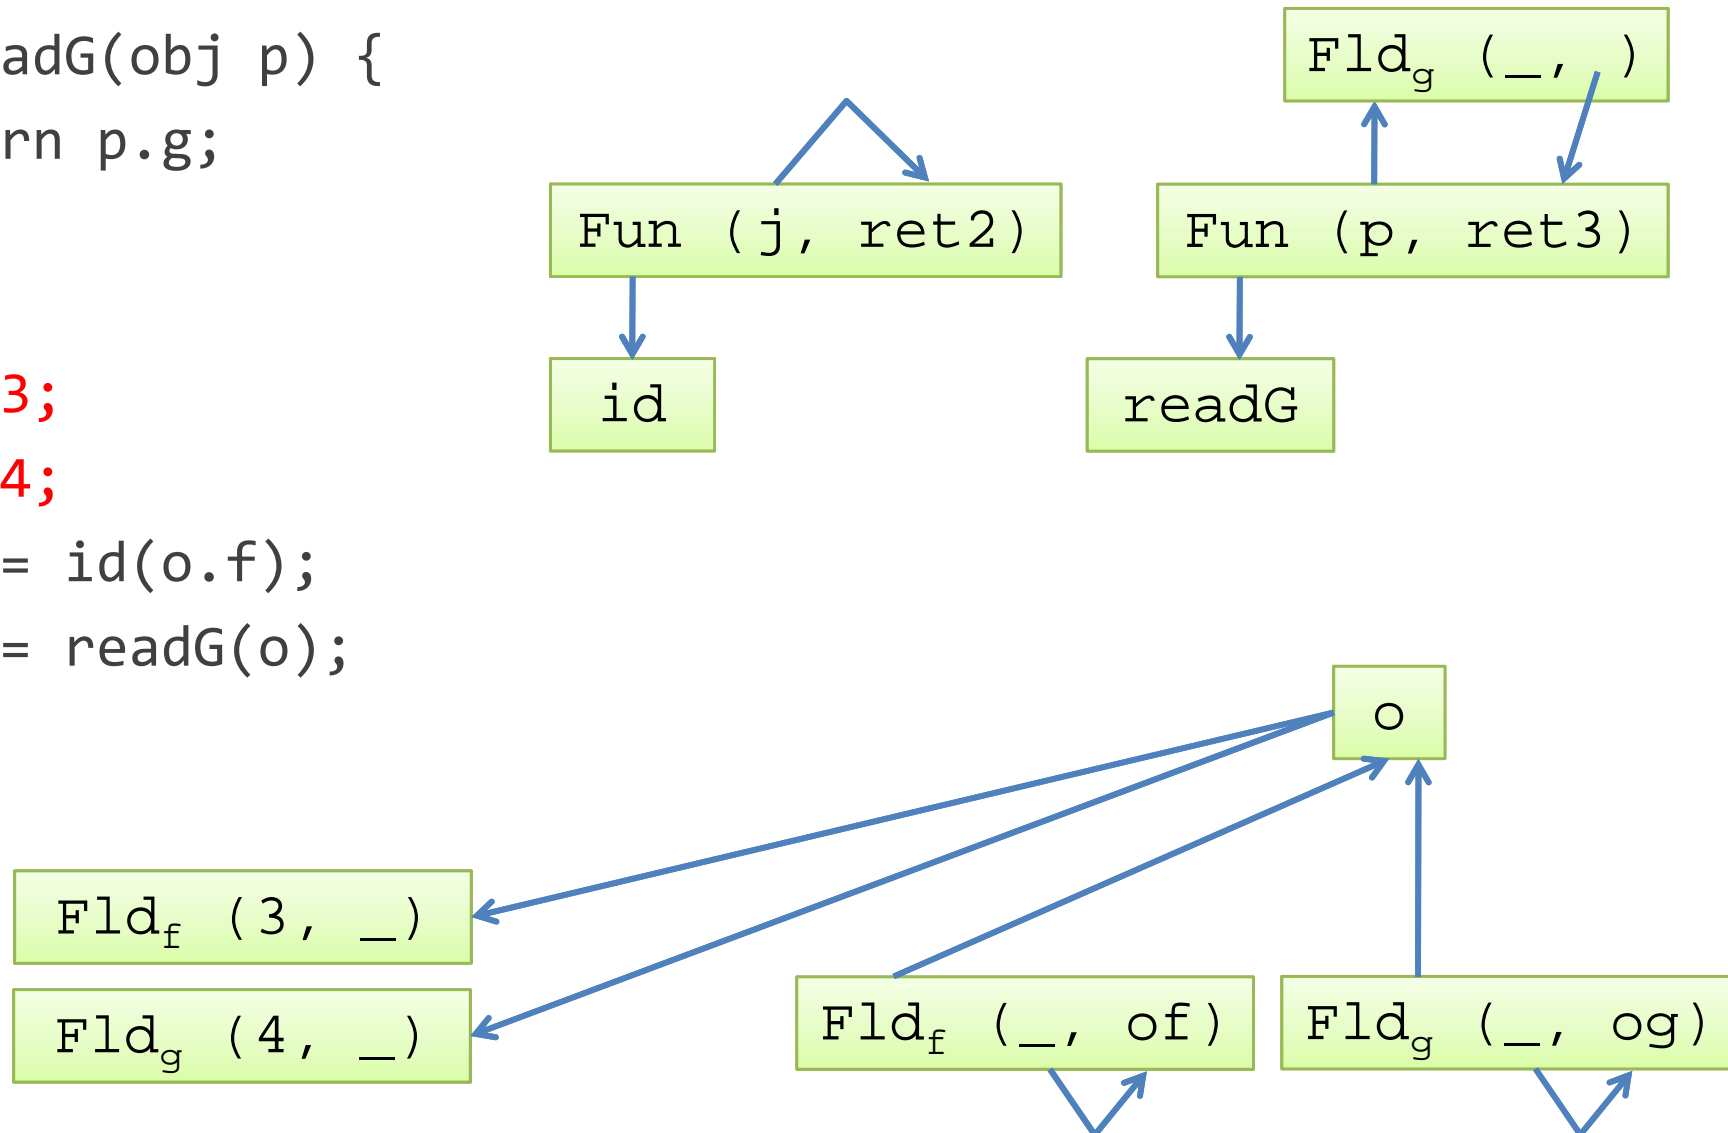 adG(obj p) {
rn p.g;
3;
4;
= id(o.f);
= readG(o);
Fldg (_, )
Fun (j, ret2)
Fun (p, ret3)
id
readG
o
Fldf (3, _)
Fldg (4, _)
Fldf (_, of)
Fldg (_, og)